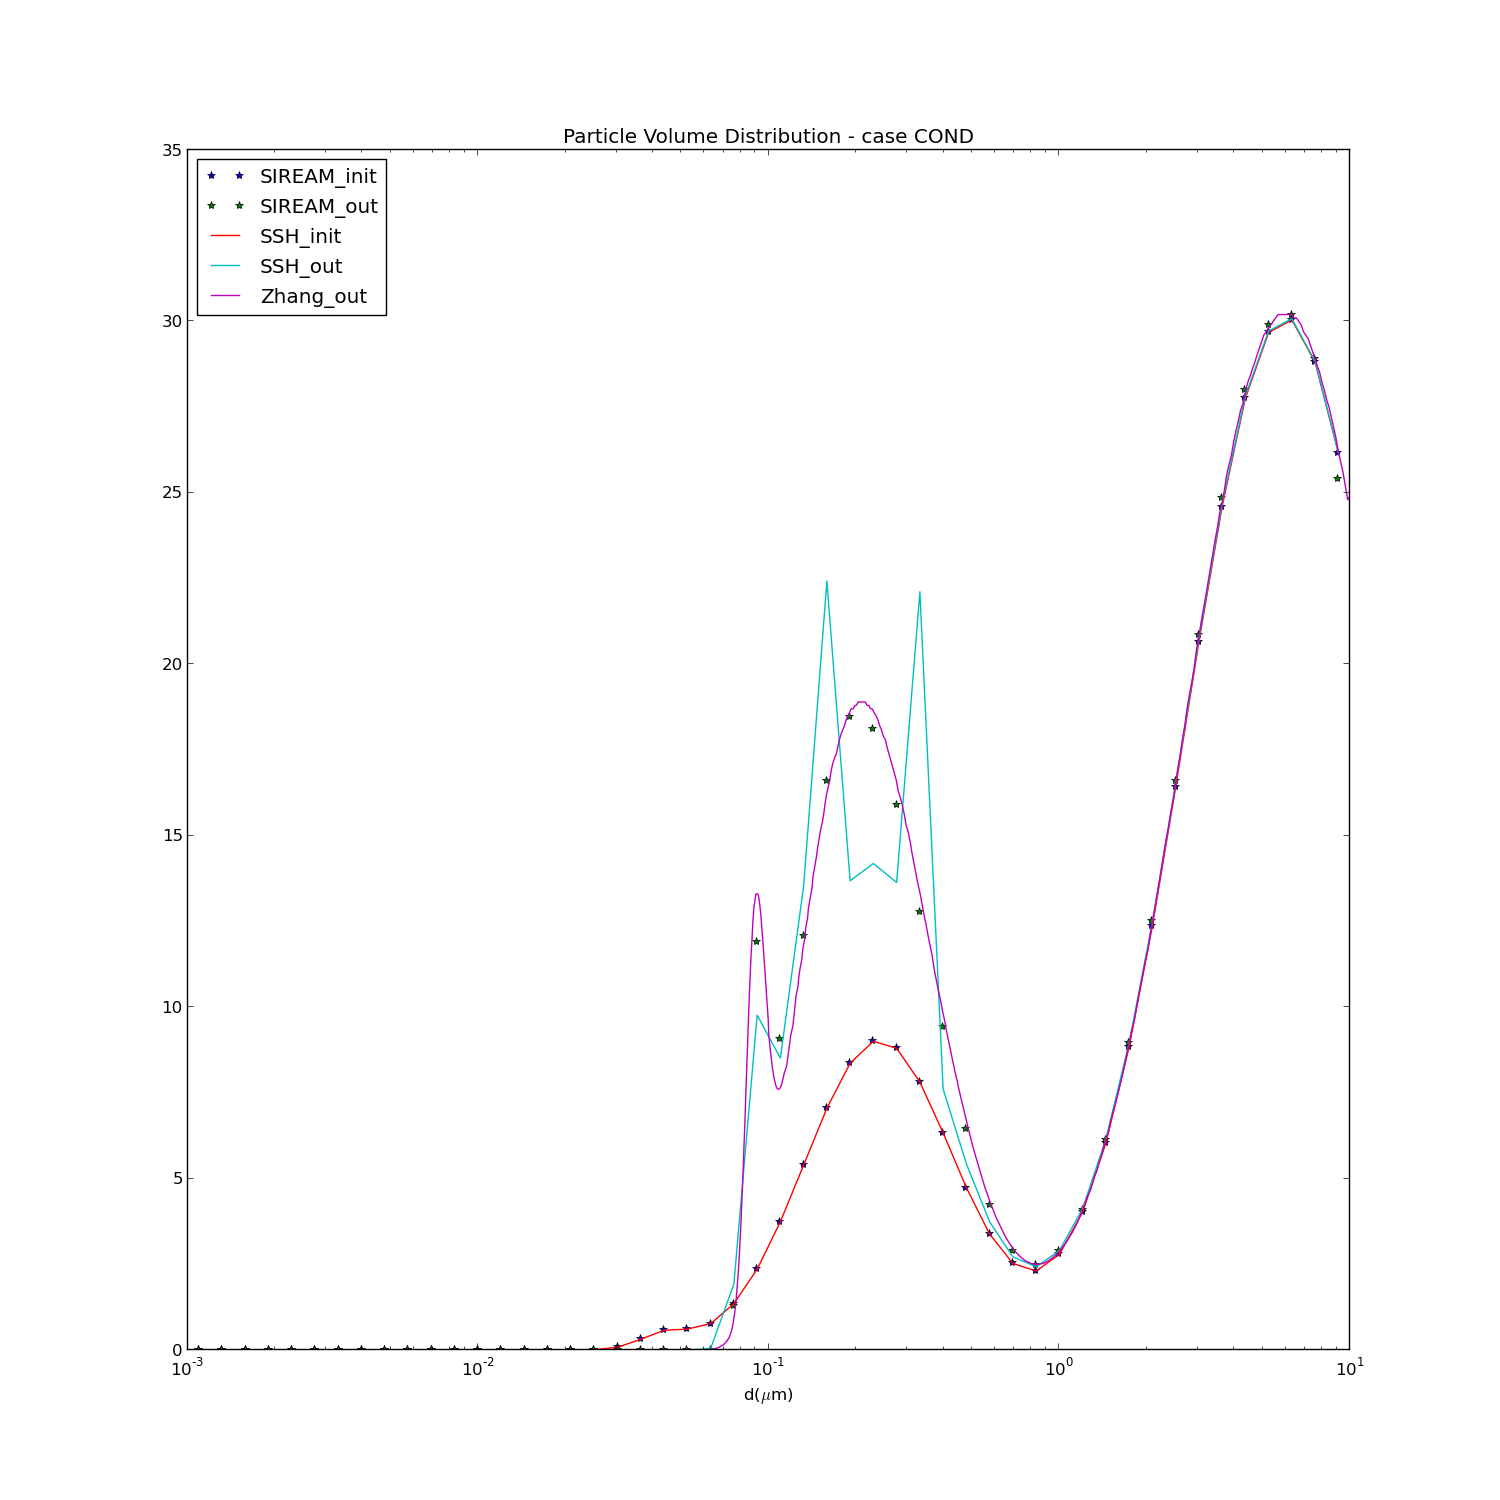 Particle Volume Distribution - case COND
35
30
25
20
15
10
5
0
SIREAM_init
SIREAM_out
SSH_init
SSH_out
Zhang_out
10⁻³ 10⁻² 10⁻¹ 10⁰ 10¹
d(μm)